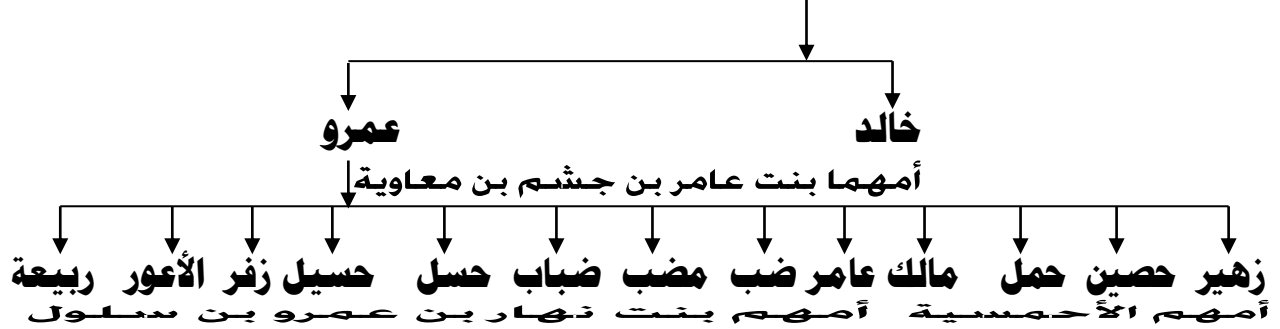 خالد عمرو
أمهما بنت عامر بن جشم بن معاوية
زهير حصين حمل مالك عامر ضب مضب ضباب حسل حسيل زفر الأعور ربيعة
أمهم الأحمسية أمهم بنت نهار بن عمرو بن سلول